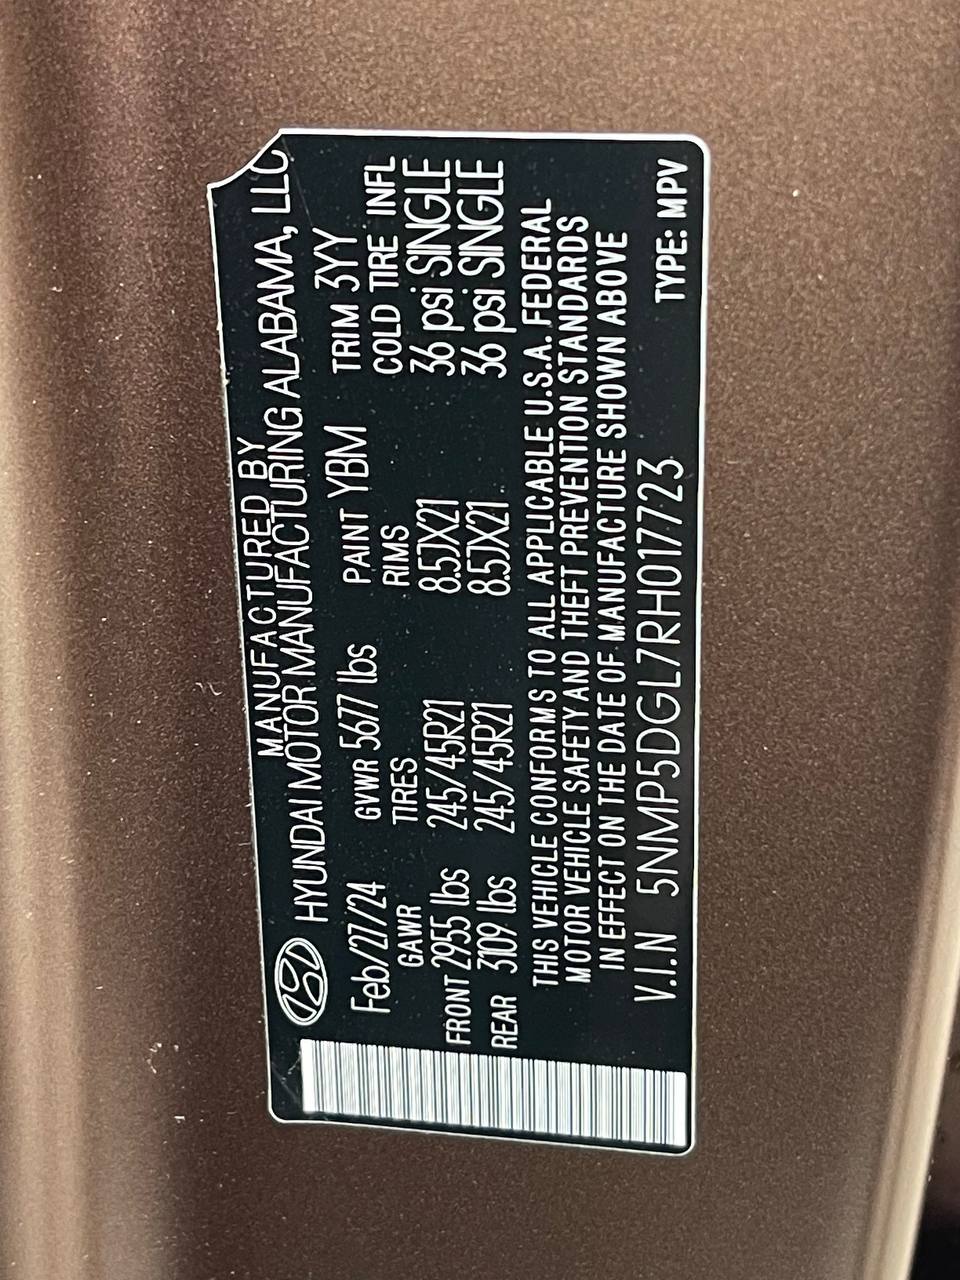 MANUFACTURED BY
HYUNDAI MOTOR MANUFACTURING ALABAMA, LLC
Feb/27/24 GVWR 5677 lbs PAINT YBM TRIM 3YY
GAWR TIRES RIMS COLD TIRE INFL
FRONT 2955 lbs 245/45R21 8.5JX21 36 psi SINGLE
REAR 3109 lbs 245/45R21 8.5JX21 36 psi SINGLE
THIS VEHICLE CONFORMS TO ALL APPLICABLE U.S.A. FEDERAL
MOTOR VEHICLE SAFETY AND THEFT PREVENTION STANDARDS
IN EFFECT ON THE DATE OF MANUFACTURE SHOWN ABOVE
V.I.N 5NMP5DGL7RH017723 TYPE: MPV